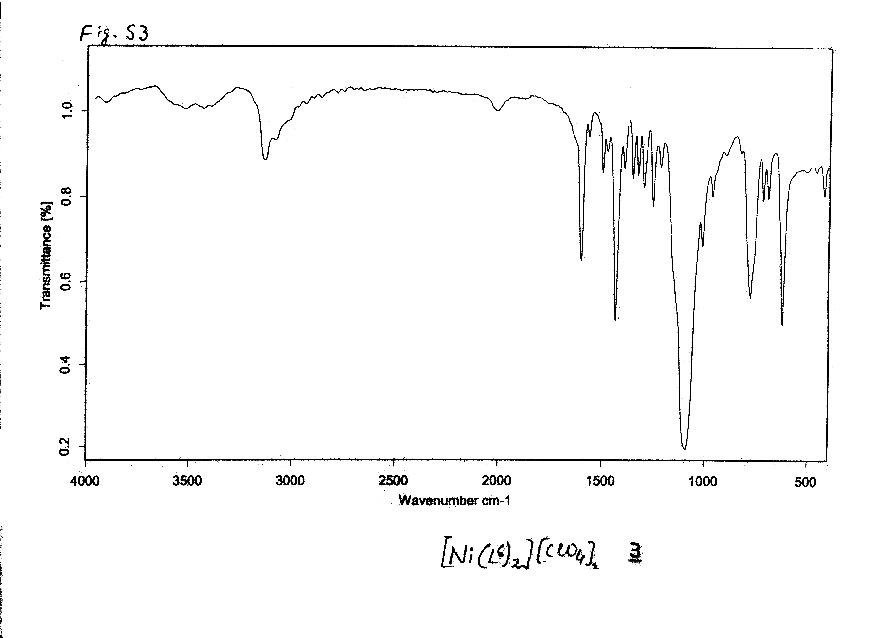 Fig. S3
1.0
0.8
0.6
0.4
0.2
Transmittance [%]
4000 3500 3000 2500 2000 1500 1000 500
Wavenumber cm-1
[Ni(L⁶)₂][ClO₄]₂ 3